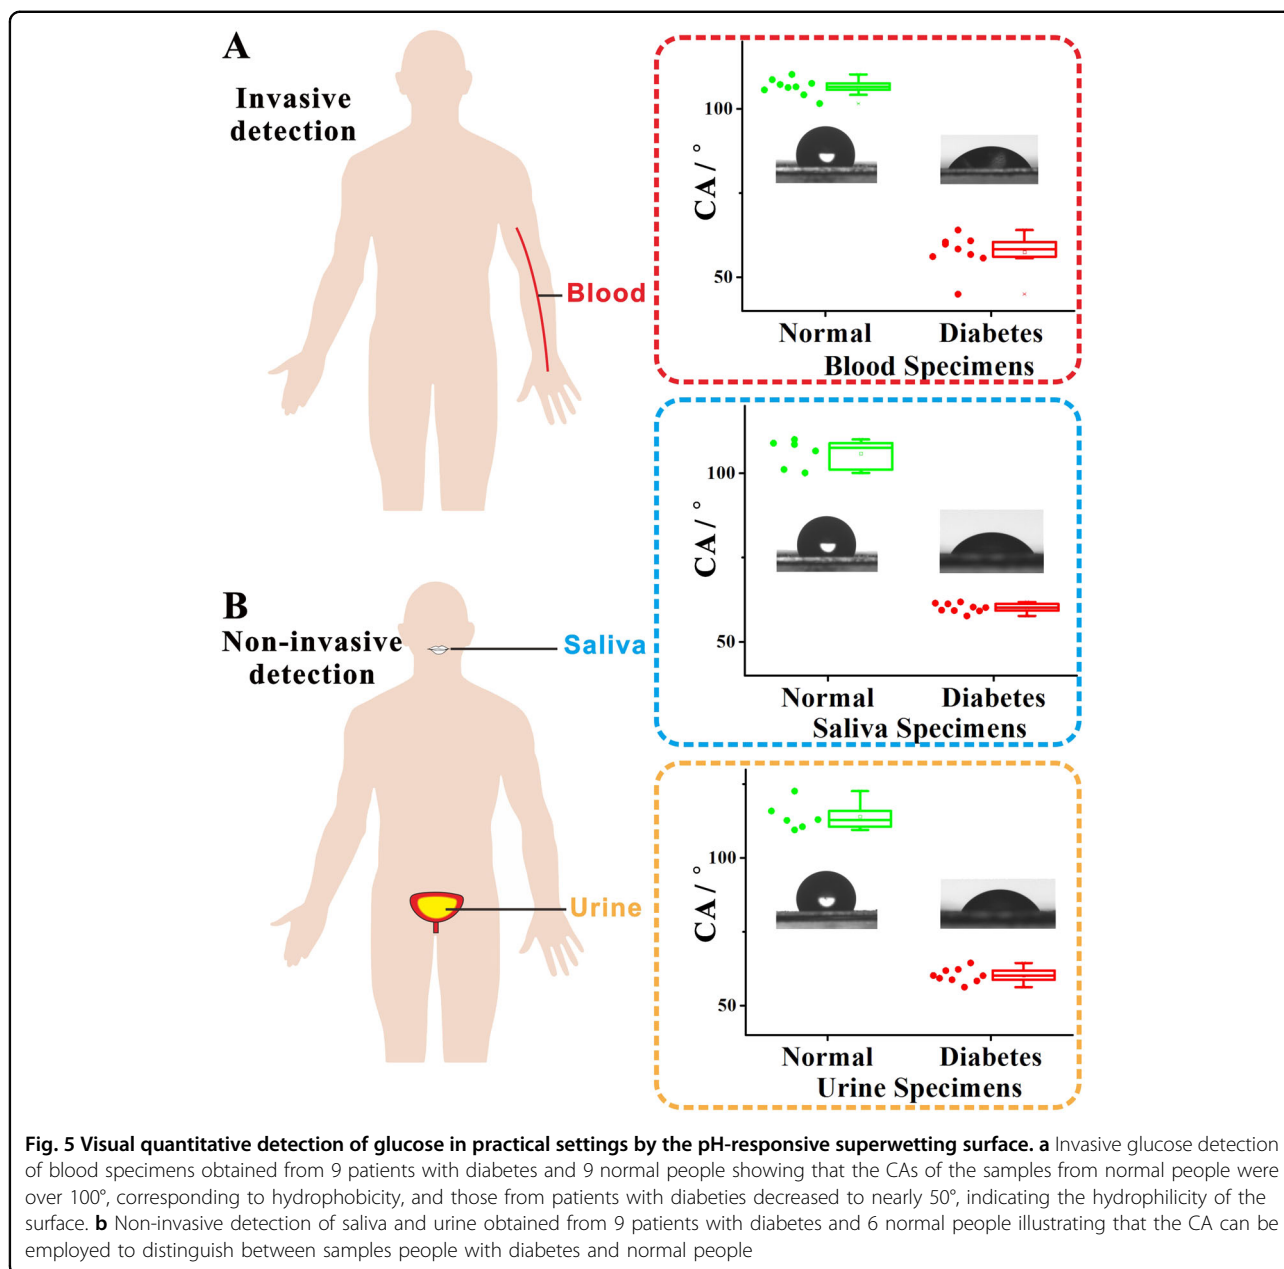 A
Invasive
detection
Blood
100
50
CA / °
Normal Diabetes
Blood Specimens
B
Non-invasive
detection
Saliva
Urine
100
50
CA / °
Normal Diabetes
Saliva Specimens
100
50
CA / °
Normal Diabetes
Urine Specimens
Fig. 5 Visual quantitative detection of glucose in practical settings by the pH-responsive superwetting surface. a Invasive glucose detection
of blood specimens obtained from 9 patients with diabetes and 9 normal people showing that the CAs of the samples from normal people were
over 100°, corresponding to hydrophobicity, and those from patients with diabeties decreased to nearly 50°, indicating the hydrophilicity of the
surface. b Non-invasive detection of saliva and urine obtained from 9 patients with diabetes and 6 normal people illustrating that the CA can be
employed to distinguish between samples people with diabetes and normal people